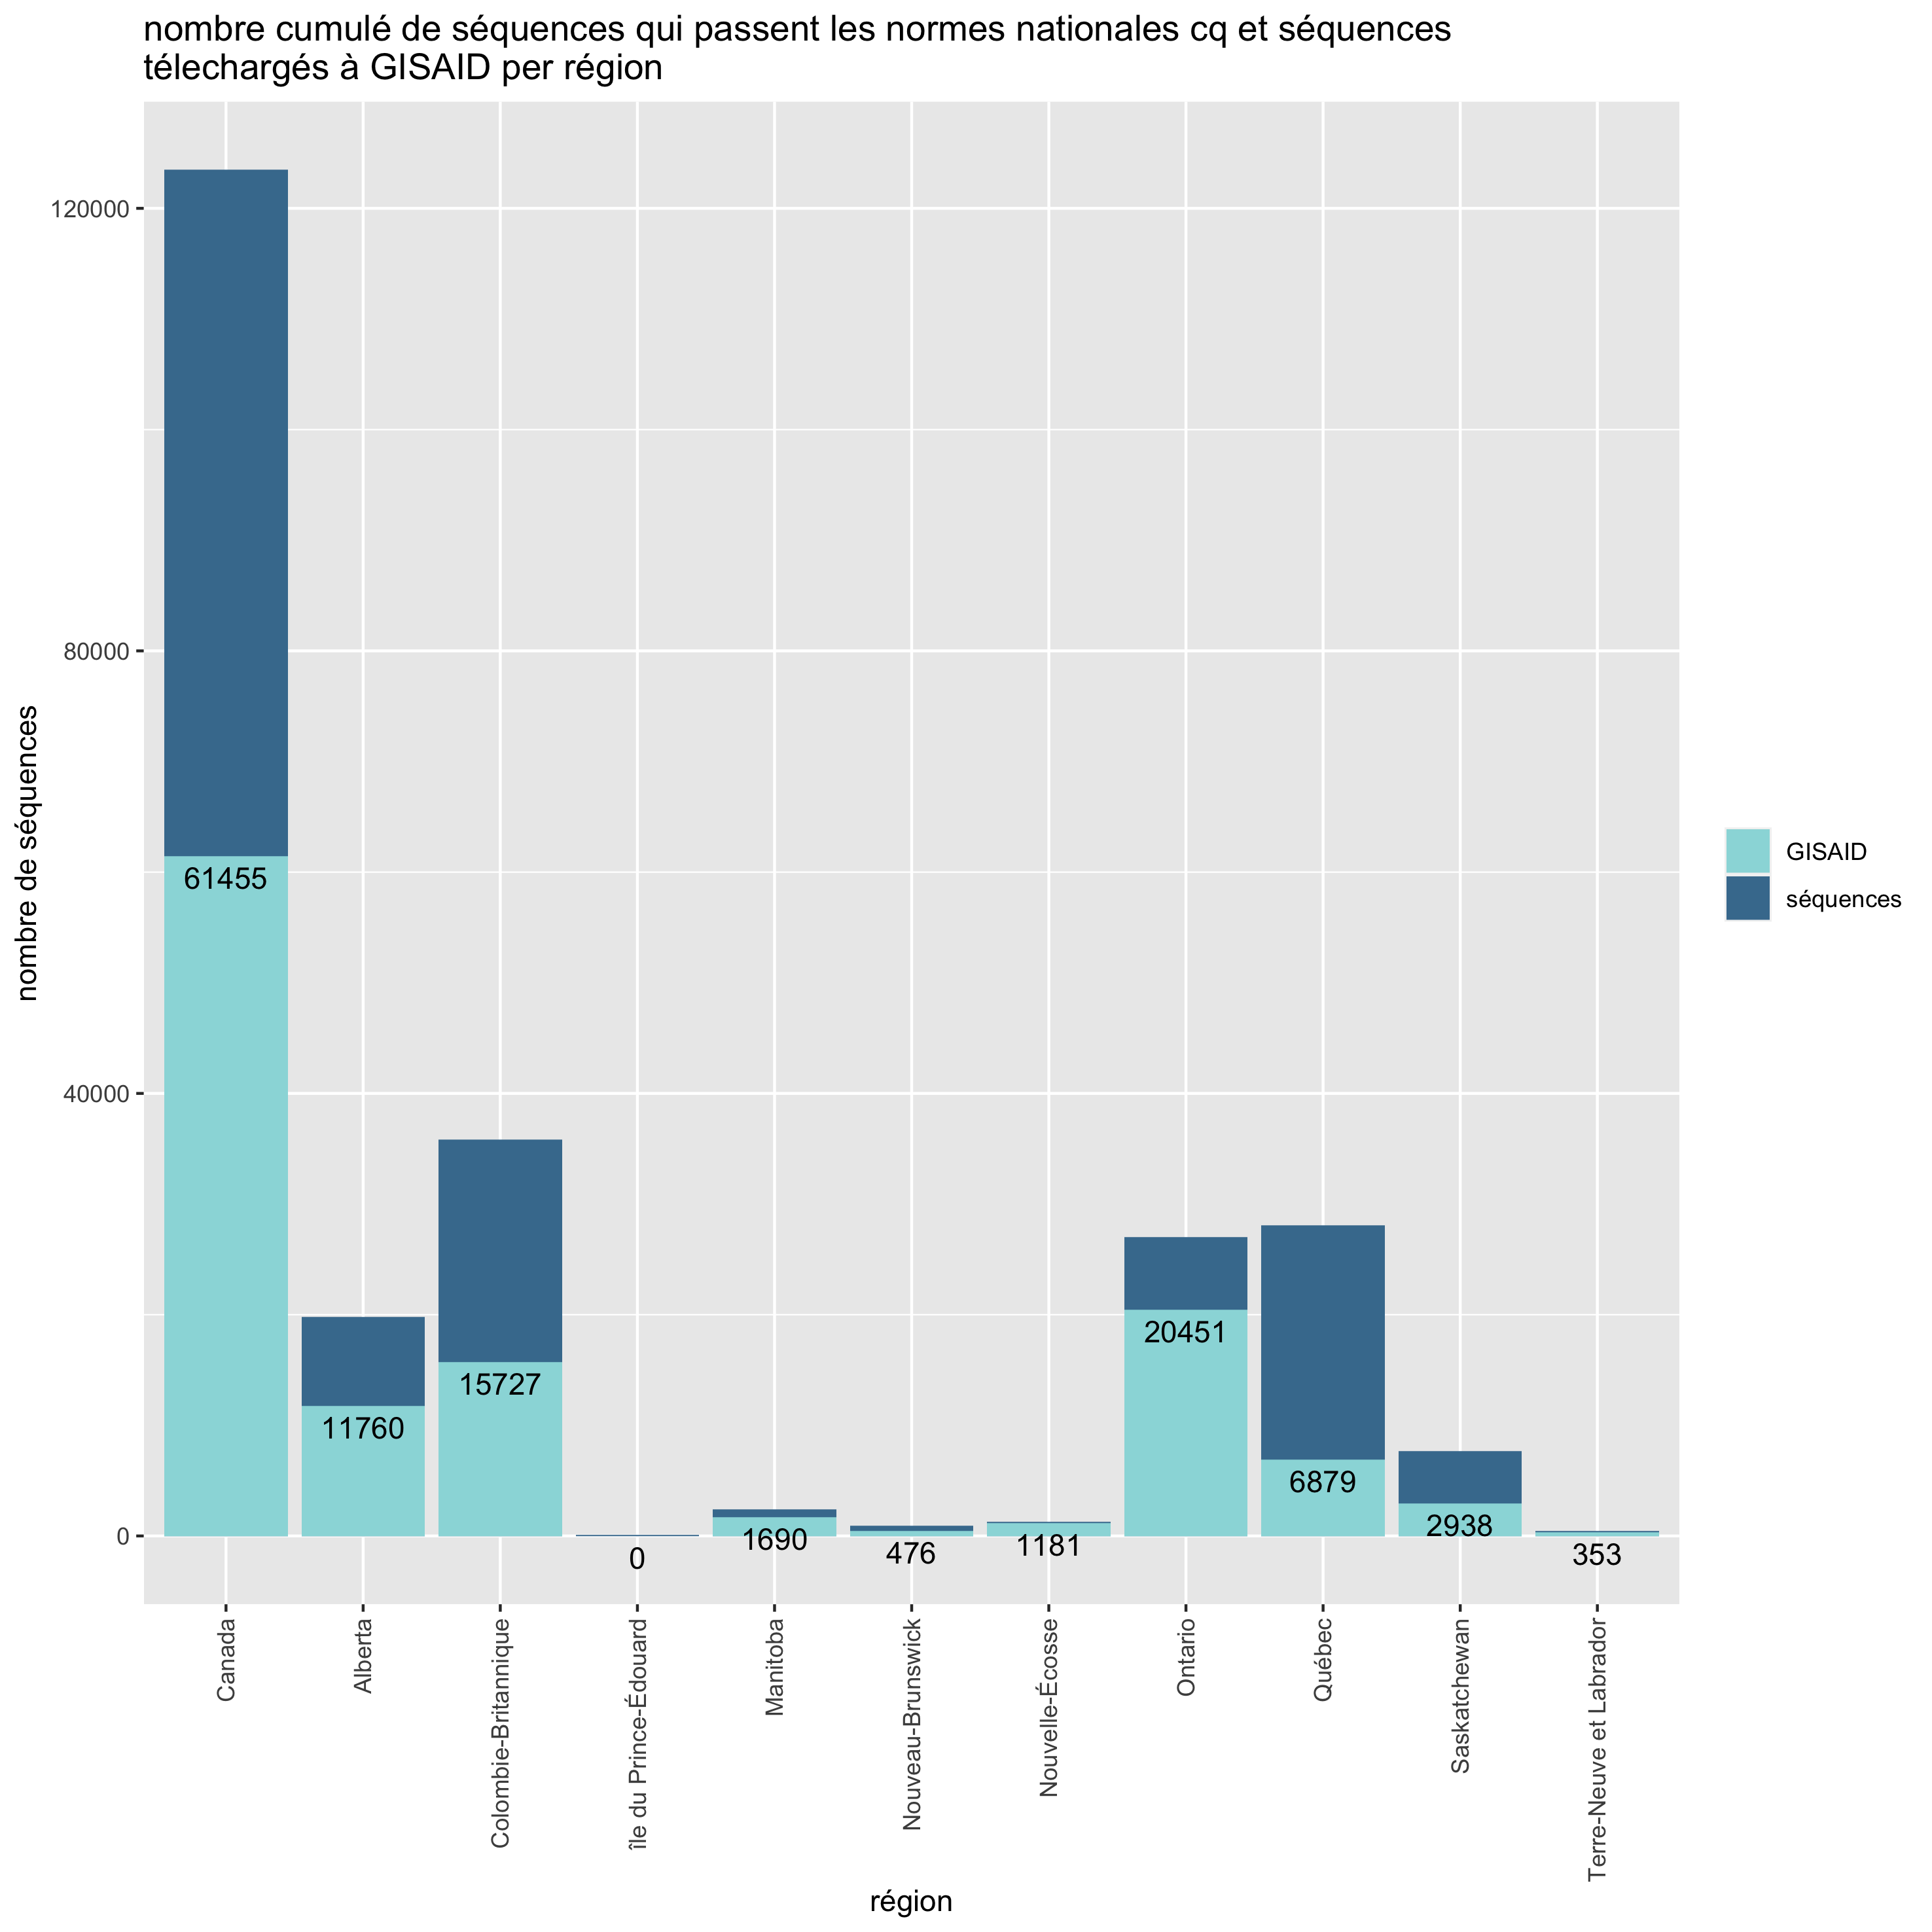 nombre cumulé de séquences qui passent les normes nationales cq et séquences
télechargés à GISAID per région
nombre de séquences
120000
80000
40000
0
61455
11760
15727
0
1690
476
1181
20451
6879
2938
353
Canada
Alberta
Colombie-Britannique
île du Prince-Édouard
Manitoba
Nouveau-Brunswick
Nouvelle-Écosse
Ontario
Québec
Saskatchewan
Terre-Neuve et Labrador
région
GISAID
séquences